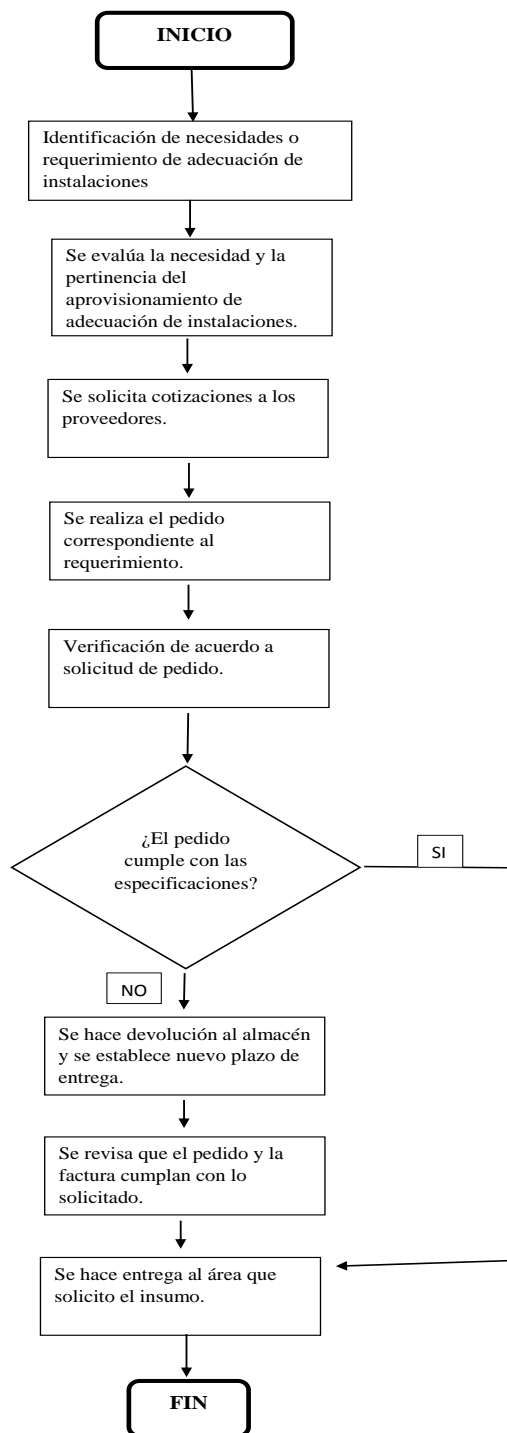 INICIO
Identificación de necesidades o
requerimiento de adecuación de
instalaciones
Se evalúa la necesidad y la
pertinencia del
aprovisionamiento de
adecuación de instalaciones.
Se solicita cotizaciones a los
proveedores.
Se realiza el pedido
correspondiente al
requerimiento.
Verificación de acuerdo a
solicitud de pedido.
¿El pedido
cumple con las
especificaciones?
SI
NO
Se hace devolución al almacén
y se establece nuevo plazo de
entrega.
Se revisa que el pedido y la
factura cumplan con lo
solicitado.
Se hace entrega al área que
solicito el insumo.
FIN